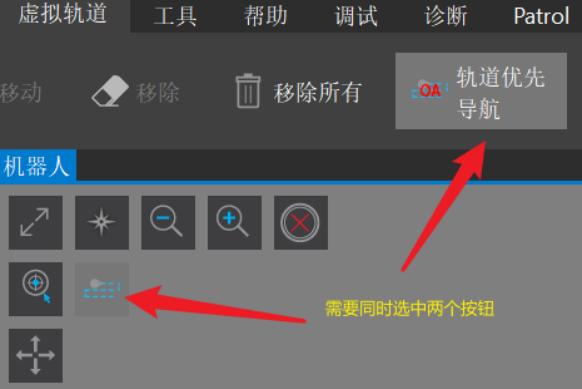 虚拟轨道 工具 帮助 调试 诊断 Patrol
移动 移除 移除所有 OA 轨道优先
导航
机器人
需要同时选中两个按钮